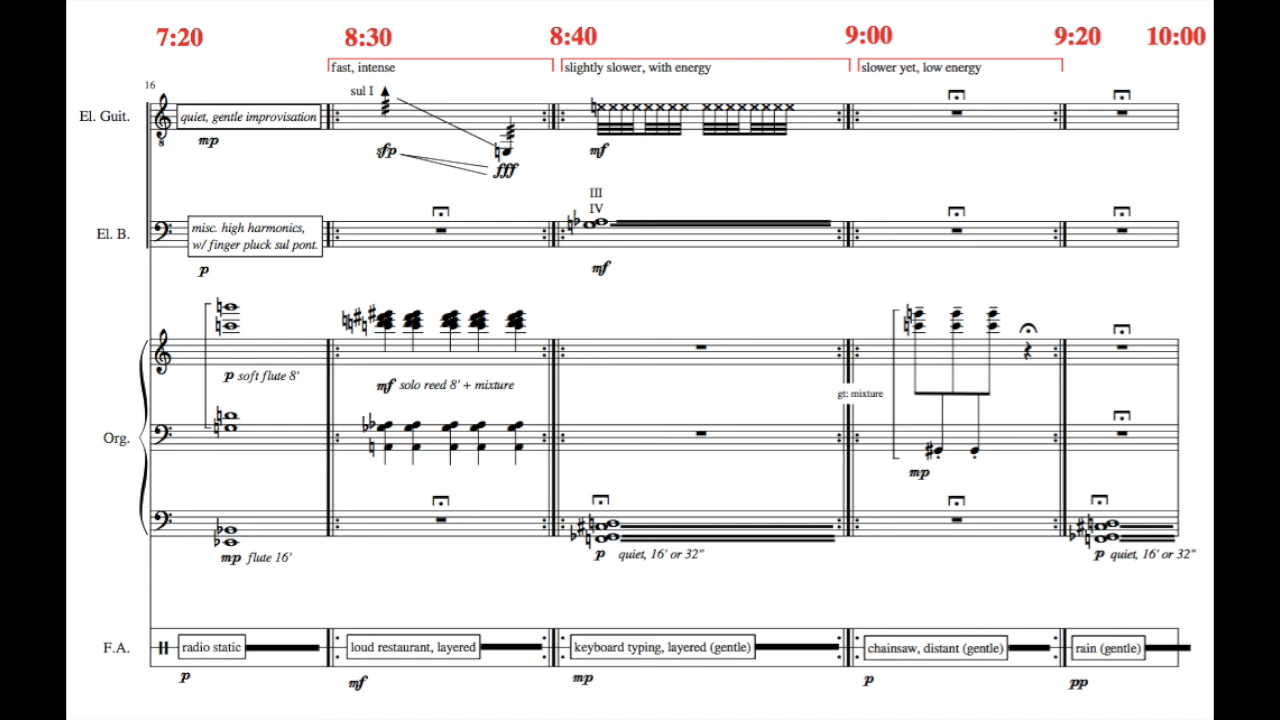 7:20 8:30 8:40 9:00 9:20 10:00
fast, intense slightly slower, with energy slower yet, low energy
16
sul I
El. Guit. quiet, gentle improvisation
8
mp sfp fff mf
III
IV
El. B. misc. high harmonics,
w/ finger pluck sul pont.
p mf
p soft flute 8' mf solo reed 8' + mixture
gt: mixture
Org.
mp
mp flute 16' p quiet, 16' or 32" p quiet, 16' or 32"
F.A. radio static loud restaurant, layered keyboard typing, layered (gentle) chainsaw, distant (gentle) rain (gentle)
p mf mp p pp